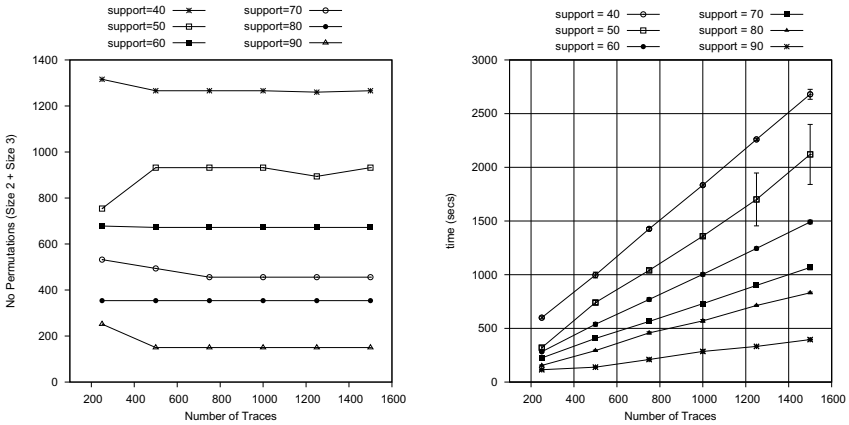 support=40
support=50
support=60
support=70
support=80
support=90
1400
1200
1000
800
600
400
200
0
No Permutations (Size 2 + Size 3)
200 400 600 800 1000 1200 1400 1600
Number of Traces
support = 40
support = 50
support = 60
support = 70
support = 80
support = 90
3000
2500
2000
1500
1000
500
0
time (secs)
200 400 600 800 1000 1200 1400 1600
Number of Traces